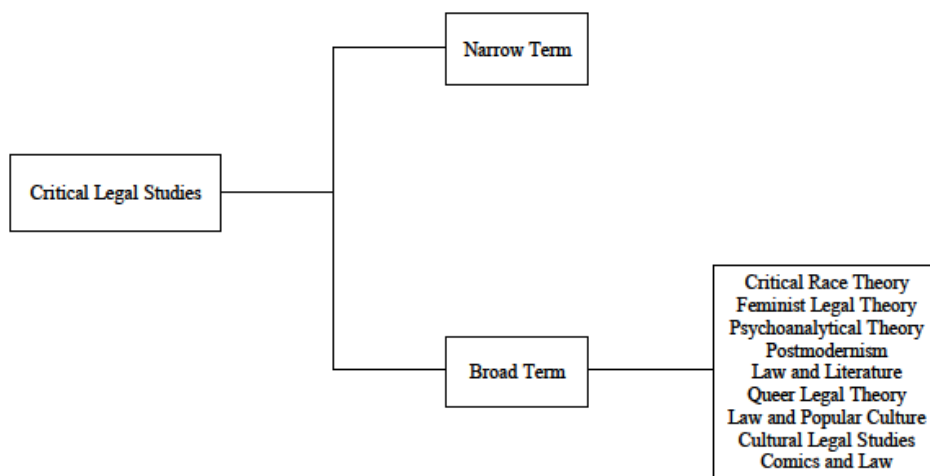 Narrow Term
Critical Legal Studies
Broad Term
Critical Race Theory
Feminist Legal Theory
Psychoanalytical Theory
Postmodernism
Law and Literature
Queer Legal Theory
Law and Popular Culture
Cultural Legal Studies
Comics and Law